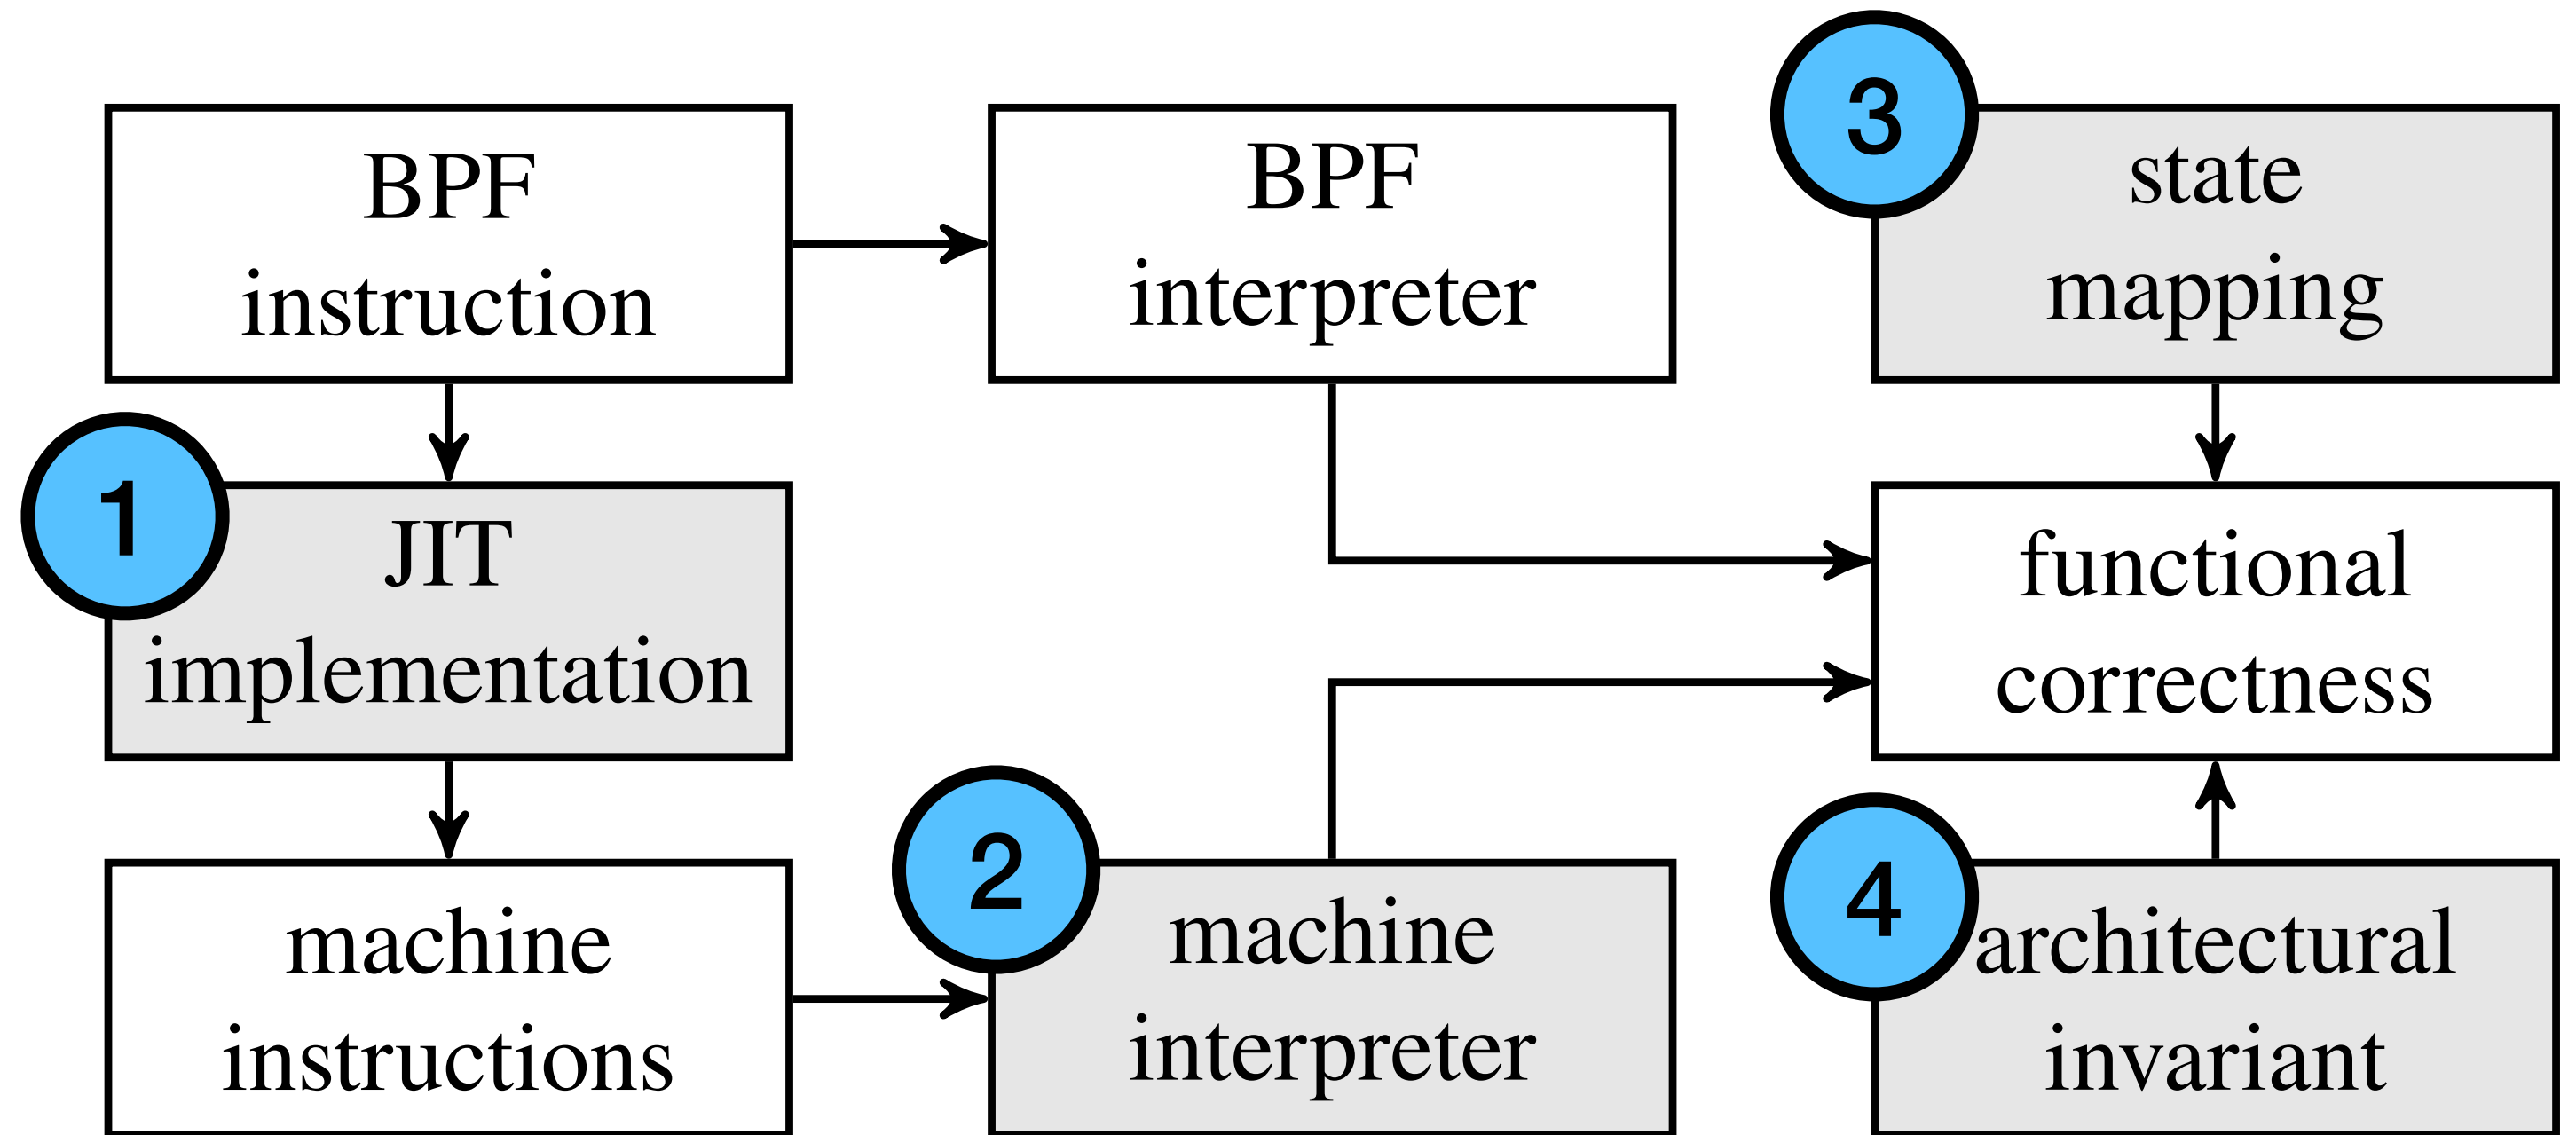 BPF
instruction
BPF
interpreter
3
state
mapping
1
JIT
implementation
functional
correctness
machine
instructions
2
machine
interpreter
4
architectural
invariant